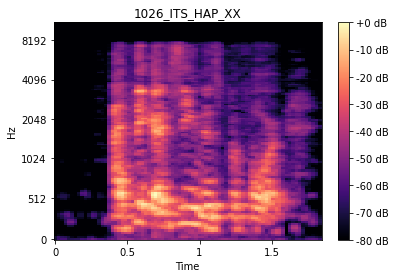 1026_ITS_HAP_XX
+0 dB
8192
-10 dB
4096
-20 dB
-30 dB
2048
Hz
-40 dB
1024
-50 dB
512
-60 dB
-70 dB
0
-80 dB
0 0.5 1 1.5
Time